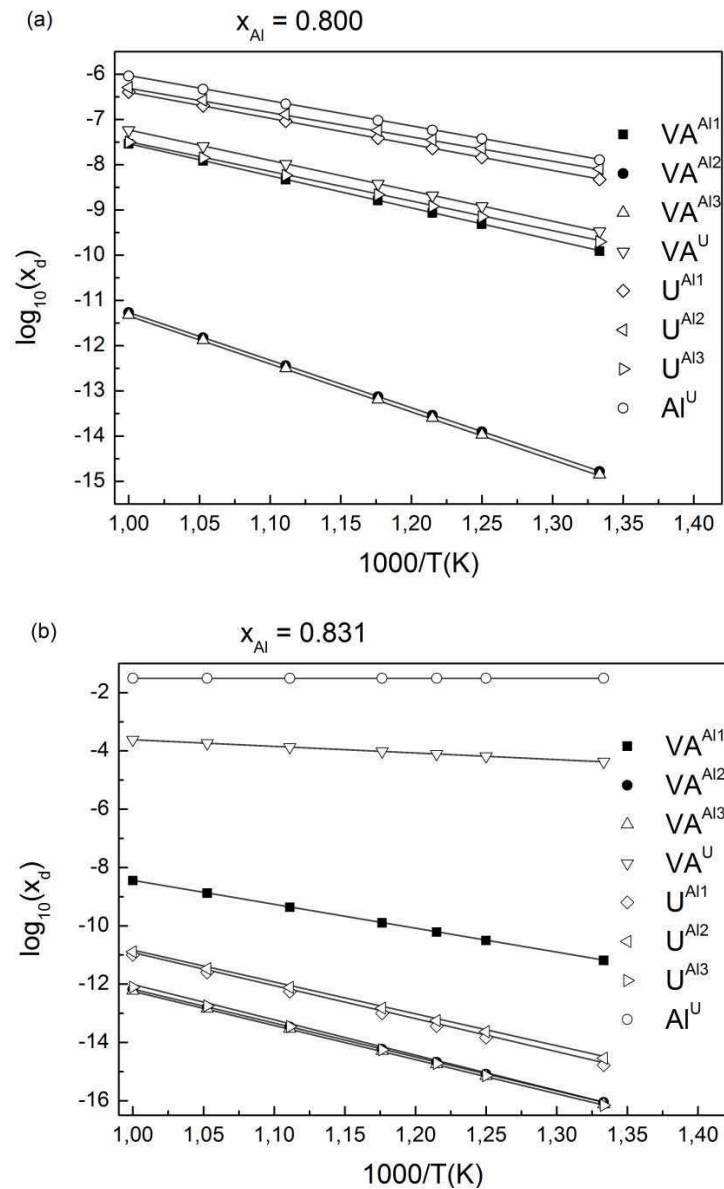 (a)
x_Al = 0.800
log₁₀(x_d)
-6
-7
-8
-9
-10
-11
-12
-13
-14
-15
1,00 1,05 1,10 1,15 1,20 1,25 1,30 1,35 1,40
1000/T(K)
VA^Al1
VA^Al2
VA^Al3
VA^U
U^Al1
U^Al2
U^Al3
Al^U
(b)
x_Al = 0.831
log₁₀(x_d)
-2
-4
-6
-8
-10
-12
-14
-16
1,00 1,05 1,10 1,15 1,20 1,25 1,30 1,35 1,40
1000/T(K)
VA^Al1
VA^Al2
VA^Al3
VA^U
U^Al1
U^Al2
U^Al3
Al^U